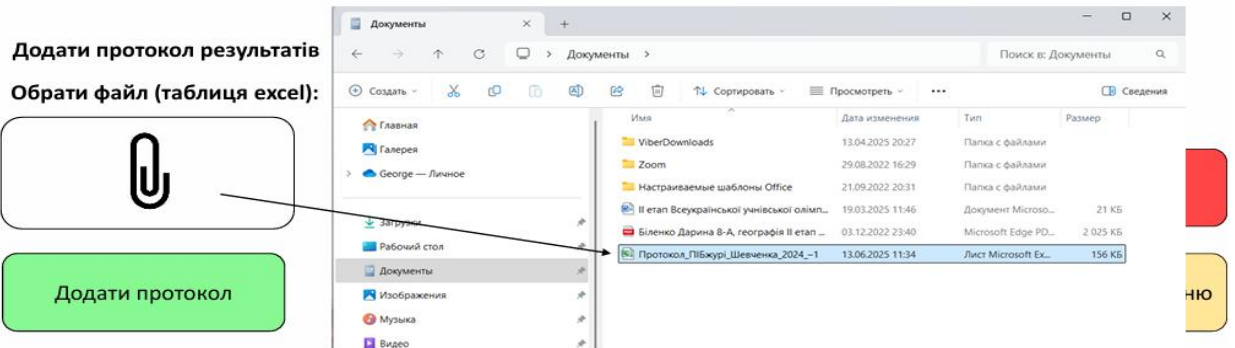 Документы
Додати протокол результатів
Обрати файл (таблиця excel):
Додати протокол
Документы
Поиск в: Документы
Создать
Сортировать
Просмотреть
Сведения
Главная
Галерея
George — Личное
Загрузки
Рабочий стол
Документы
Изображения
Музыка
Видео
Имя Дата изменения Тип Размер
ViberDownloads 13.04.2025 20:27 Папка с файлами
Zoom 29.08.2022 16:29 Папка с файлами
Настраиваемые шаблоны Office 21.09.2022 20:31 Папка с файлами
II етап Всеукраїнської учнівської олімп... 19.03.2025 11:46 Документ Microso... 21 КБ
Біленко Дарина 8-А, географія II етап ... 03.12.2022 23:40 Microsoft Edge PD... 2 025 КБ
Протокол_ПІБжурі_Шевченка_2024_–1 13.06.2025 11:34 Лист Microsoft Ex... 156 КБ
ню